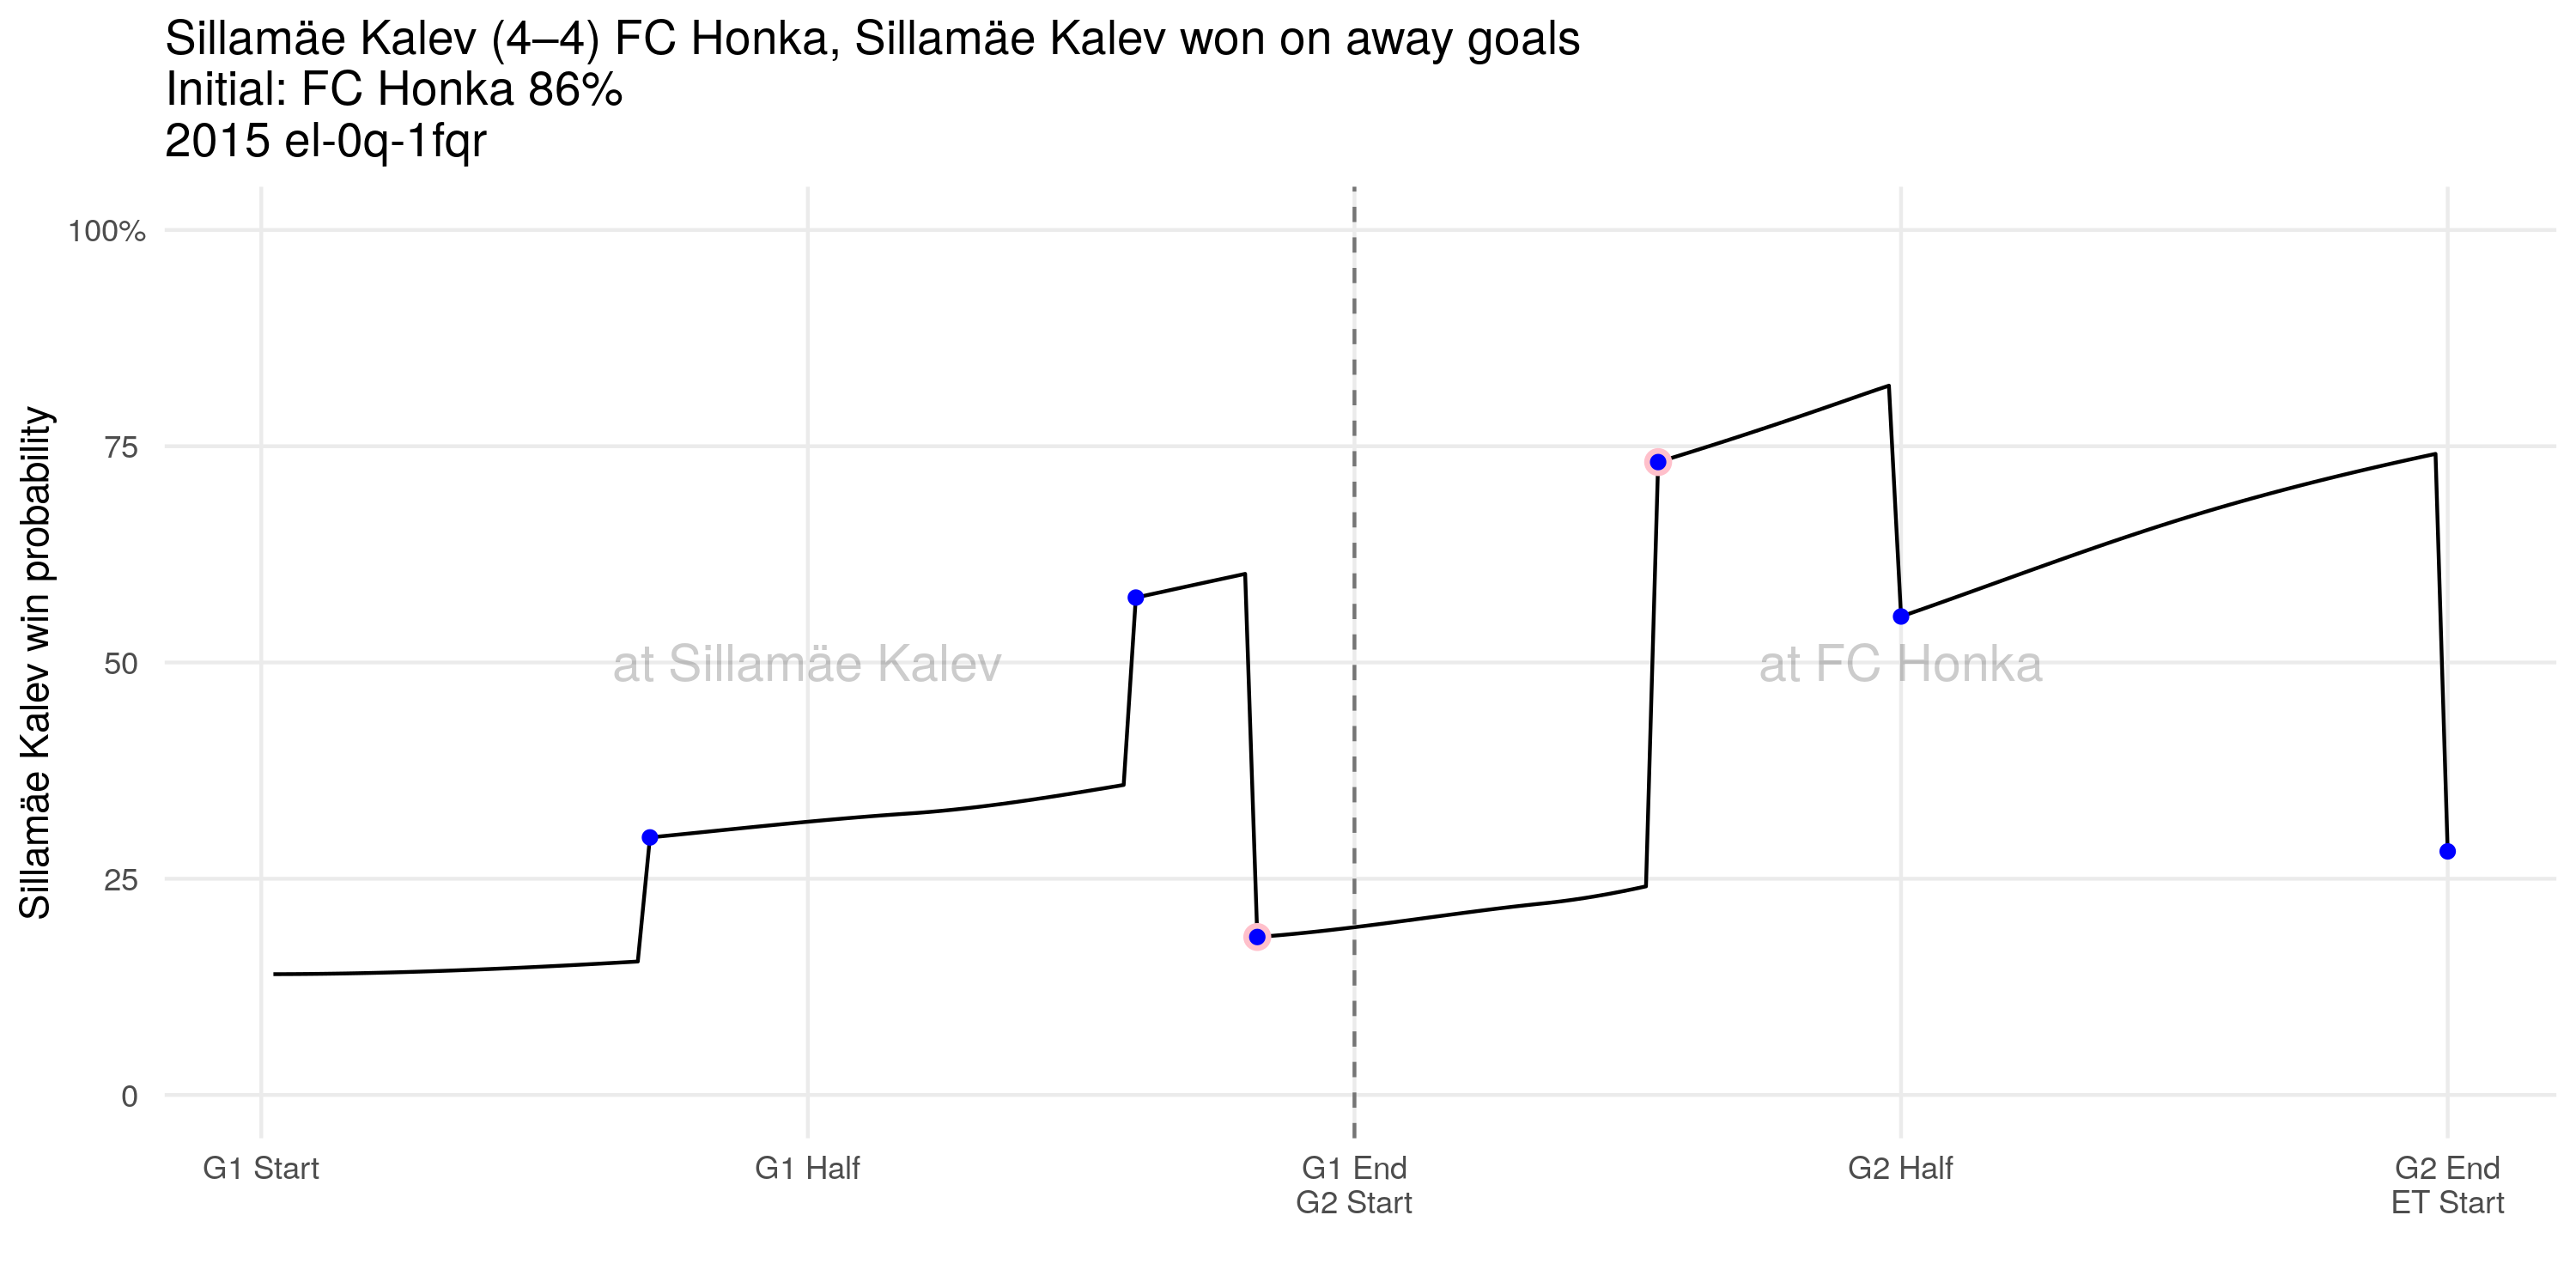 Sillamäe Kalev (4–4) FC Honka, Sillamäe Kalev won on away goals
Initial: FC Honka 86%
2015 el-0q-1fqr
Sillamäe Kalev win probability
100%
75
50
25
0
at Sillamäe Kalev
at FC Honka
G1 Start
G1 Half
G1 End
G2 Start
G2 Half
G2 End
ET Start